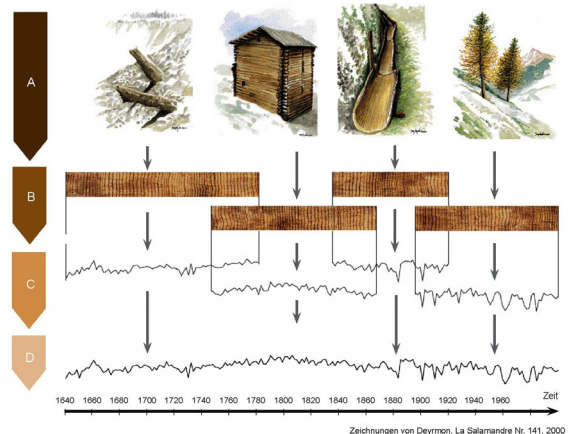 A
B
C
D
Zeit
1640 1660 1680 1700 1720 1740 1760 1780 1800 1820 1840 1860 1880 1900 1920 1940 1960
Zeichnungen von Deyrmon, La Salamandre Nr. 141, 2000